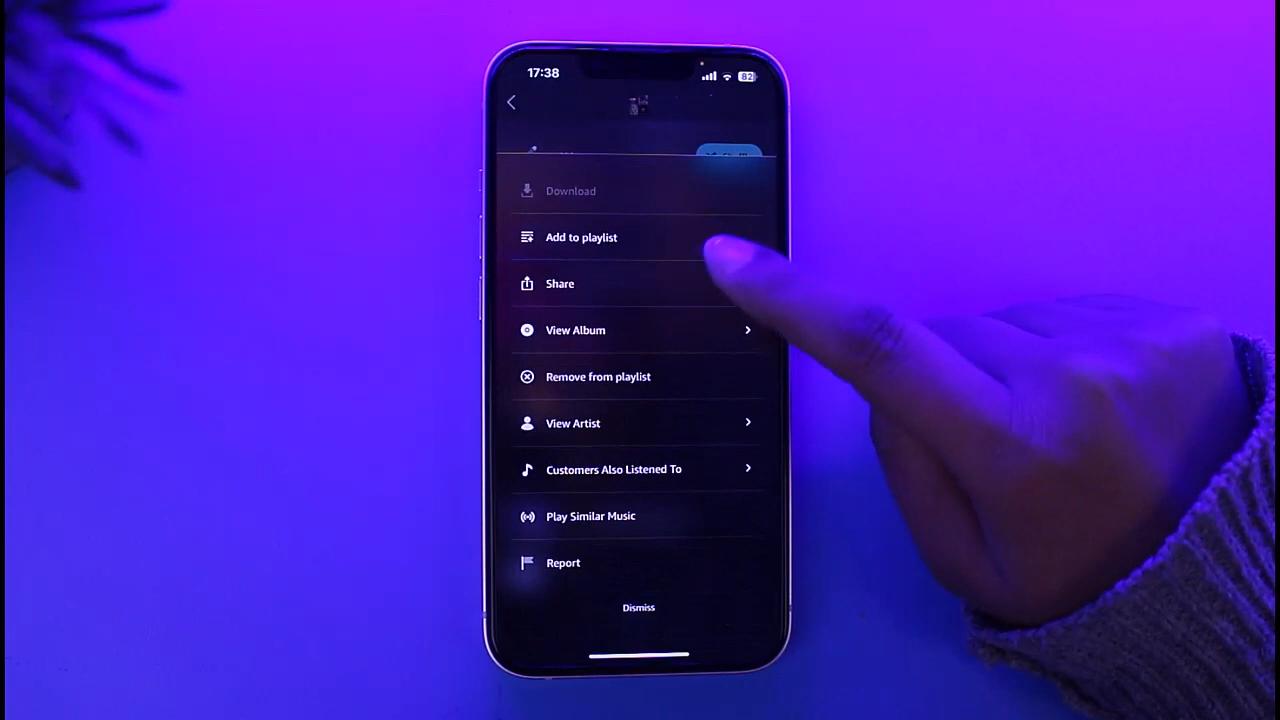 17:38
82
Download
Add to playlist
Share
View Album
Remove from playlist
View Artist
Customers Also Listened To
Play Similar Music
Report
Dismiss